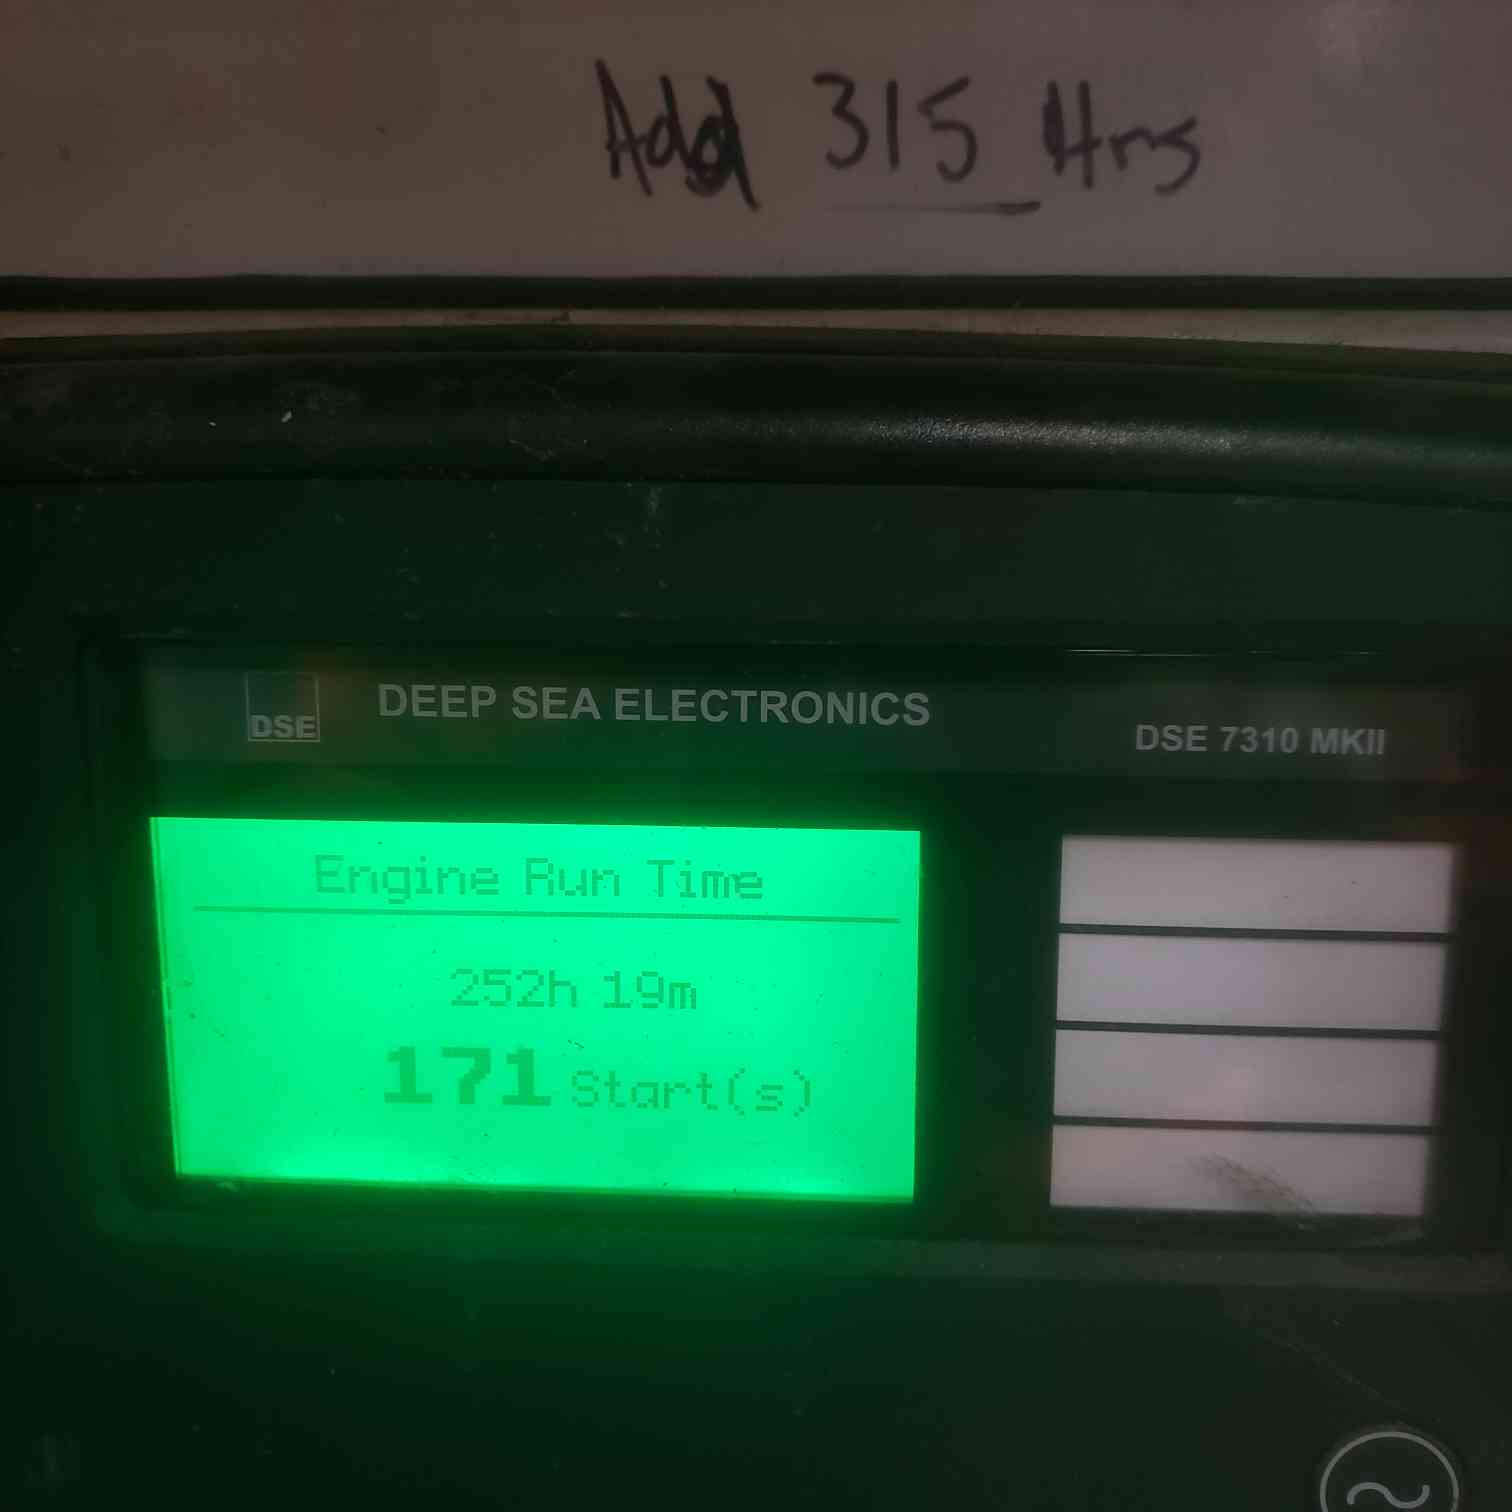 Add 315 Hrs
DSE
DEEP SEA ELECTRONICS
DSE 7310 MKII
Engine Run Time
252h 19m
171 Start(s)